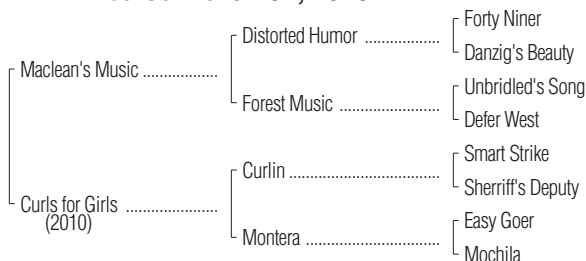 Forty Niner
Distorted Humor ..................
Danzig's Beauty
Maclean's Music ..................
Unbridled's Song
Forest Music ........................
Defer West
Smart Strike
Curlin ..................................
Sherriff's Deputy
Curls for Girls ......................
(2010)
Easy Goer
Montera ...............................
Mochila